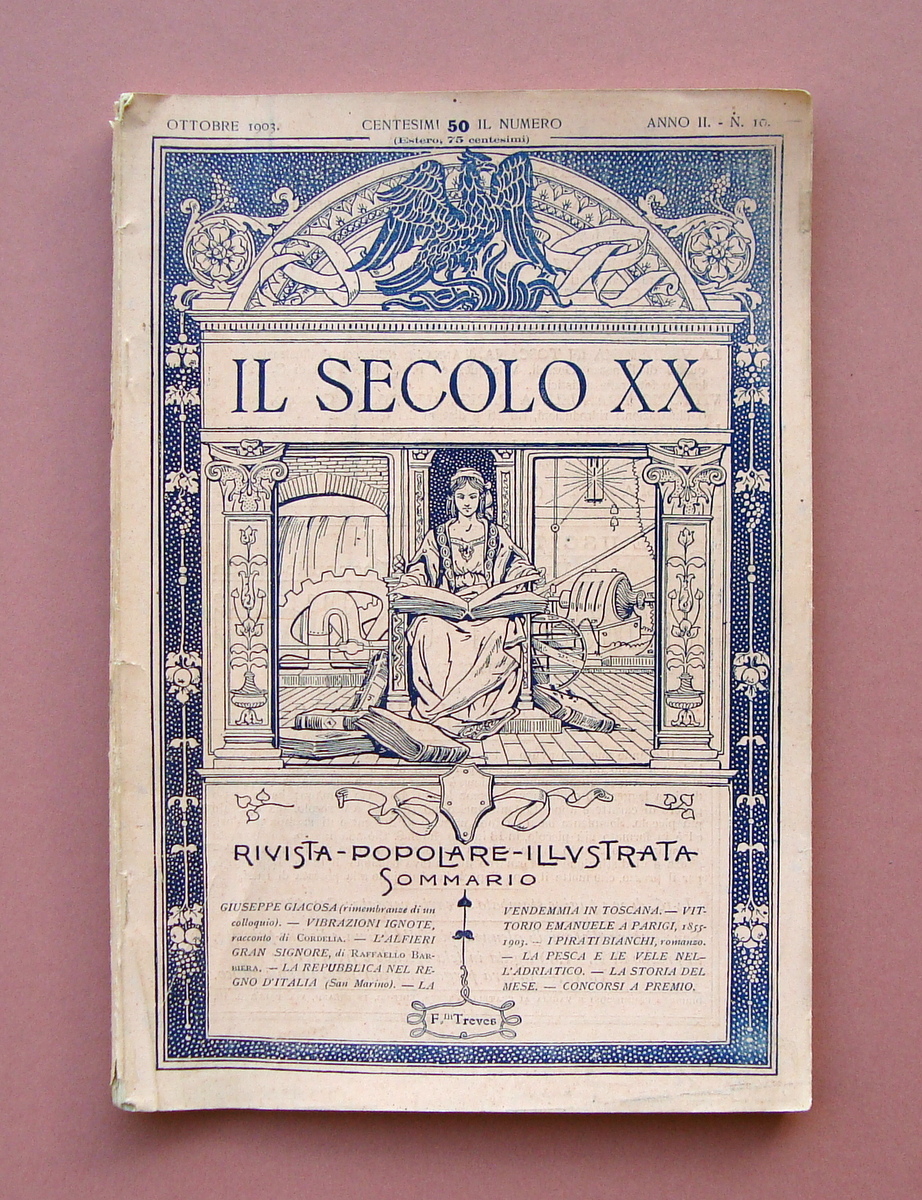 OTTOBRE 1903.
CENTESIMI 50 IL NUMERO
(Estero, 75 centesimi)
ANNO II. - N. 10.
IL SECOLO XX
RIVISTA-POPOLARE-ILLVSTRATA
SOMMARIO
GIUSEPPE GIACOSA (rimembranze di un
colloquio). — VIBRAZIONI IGNOTE,
racconto di CORDELIA. — L'ALFIERI
GRAN SIGNORE, di RAFFAELLO BAR-
BIERA. — LA REPUBBLICA NEL RE-
GNO D'ITALIA (San Marino). — LA
VENDEMMIA IN TOSCANA. — VIT-
TORIO EMANUELE A PARIGI, 1855-
1903. — I PIRATI BIANCHI, romanzo.
— LA PESCA E LE VELE NEL-
L'ADRIATICO. — LA STORIA DEL
MESE. — CONCORSI A PREMIO.
F.lli Treves